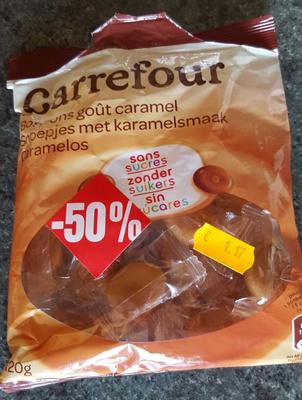 Carrefour
Bonbons goût caramel
Snoepjes met karamelsmaak
Caramelos
sans
sucres
zonder
suikers
sin
azúcares
-50%
€ 1.17
120g